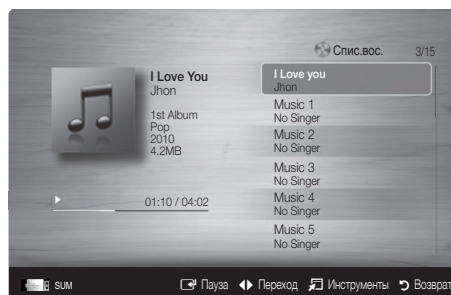 Спис.вос. 3/15
I Love You
Jhon
1st Album
Pop
2010
4.2MB
01:10 / 04:02
I Love you
Jhon
Music 1
No Singer
Music 2
No Singer
Music 3
No Singer
Music 4
No Singer
Music 5
No Singer
SUM Пауза Переход Инструменты Возврат